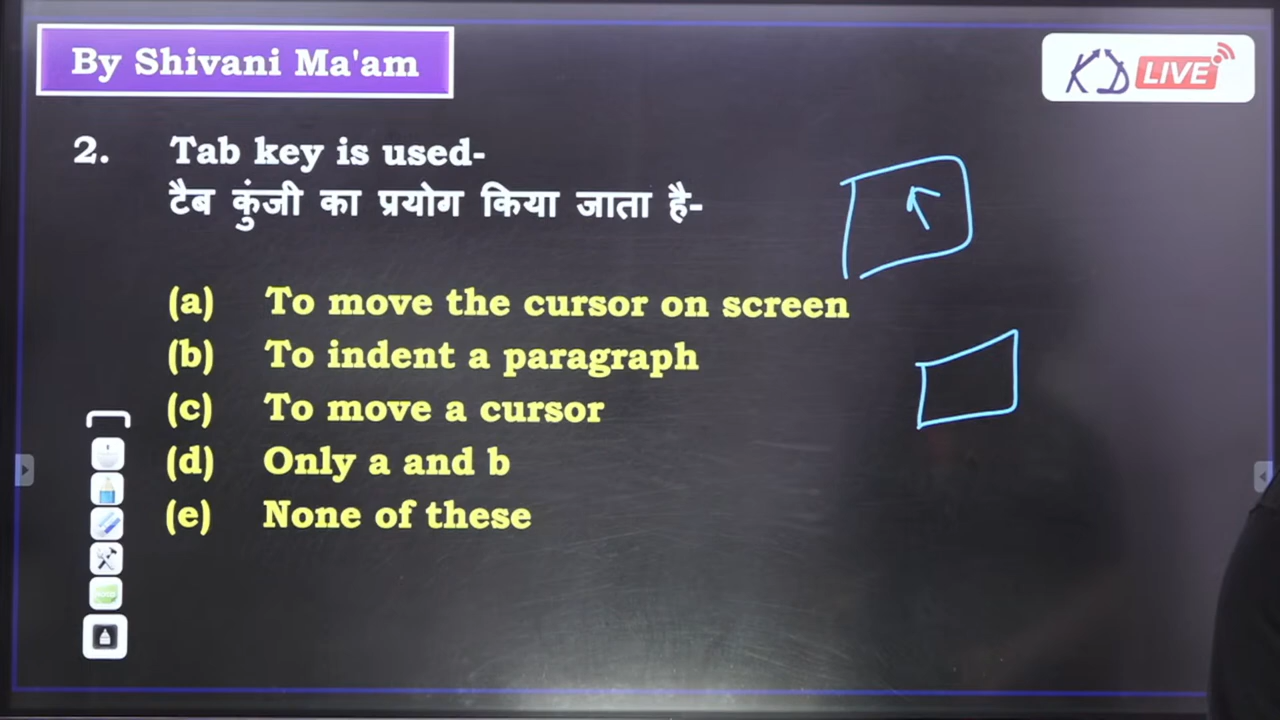 By Shivani Ma'am
KD LIVE
2. Tab key is used-
टैब कुंजी का प्रयोग किया जाता है-
(a) To move the cursor on screen
(b) To indent a paragraph
(c) To move a cursor
(d) Only a and b
(e) None of these